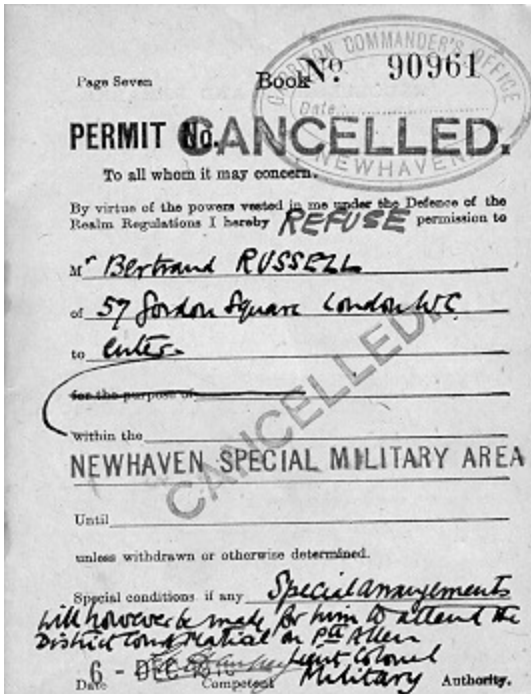 GARRISON COMMANDER'S OFFICE
Date
NEWHAVEN
Page Seven Book No. 90961
PERMIT No. CANCELLED.
To all whom it may concern.
By virtue of the powers vested in me under the Defence of the
Realm Regulations I hereby REFUSE permission to
Mr Bertrand RUSSELL
of 57 Gordon Square London W.C.
to enter
for the purpose of
within the
NEWHAVEN SPECIAL MILITARY AREA
CANCELLED.
Until
unless withdrawn or otherwise determined.
Special conditions if any Special arrangements
will however be made for him to attend the
District Court Martial on Pte Allen
Lieut Colonel
Date 6 - DEC Competent Military Authority.